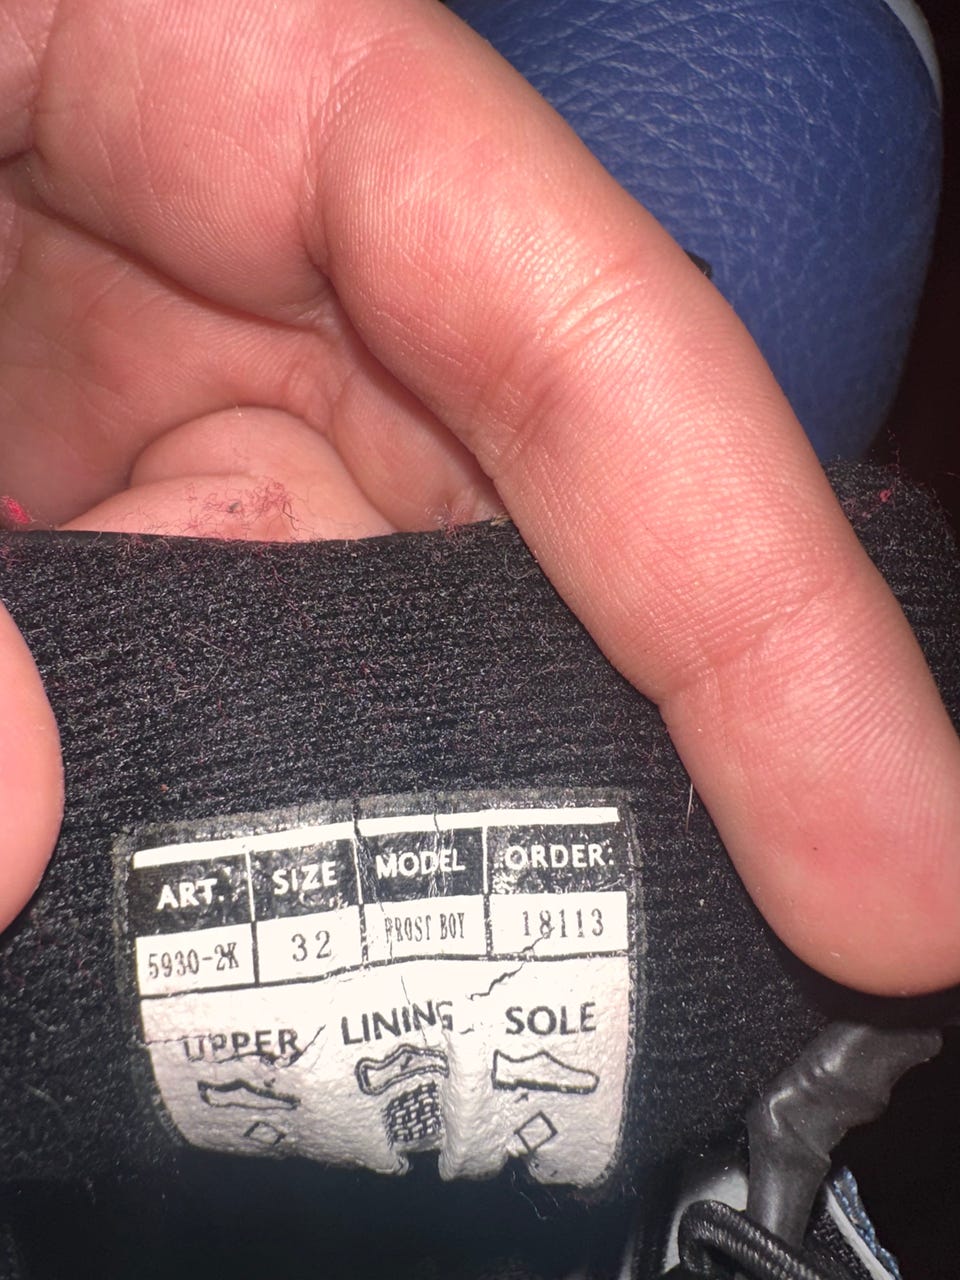 ART. SIZE MODEL ORDER:
5930-2K 32 FROST BOY 18113
UPPER LINING SOLE